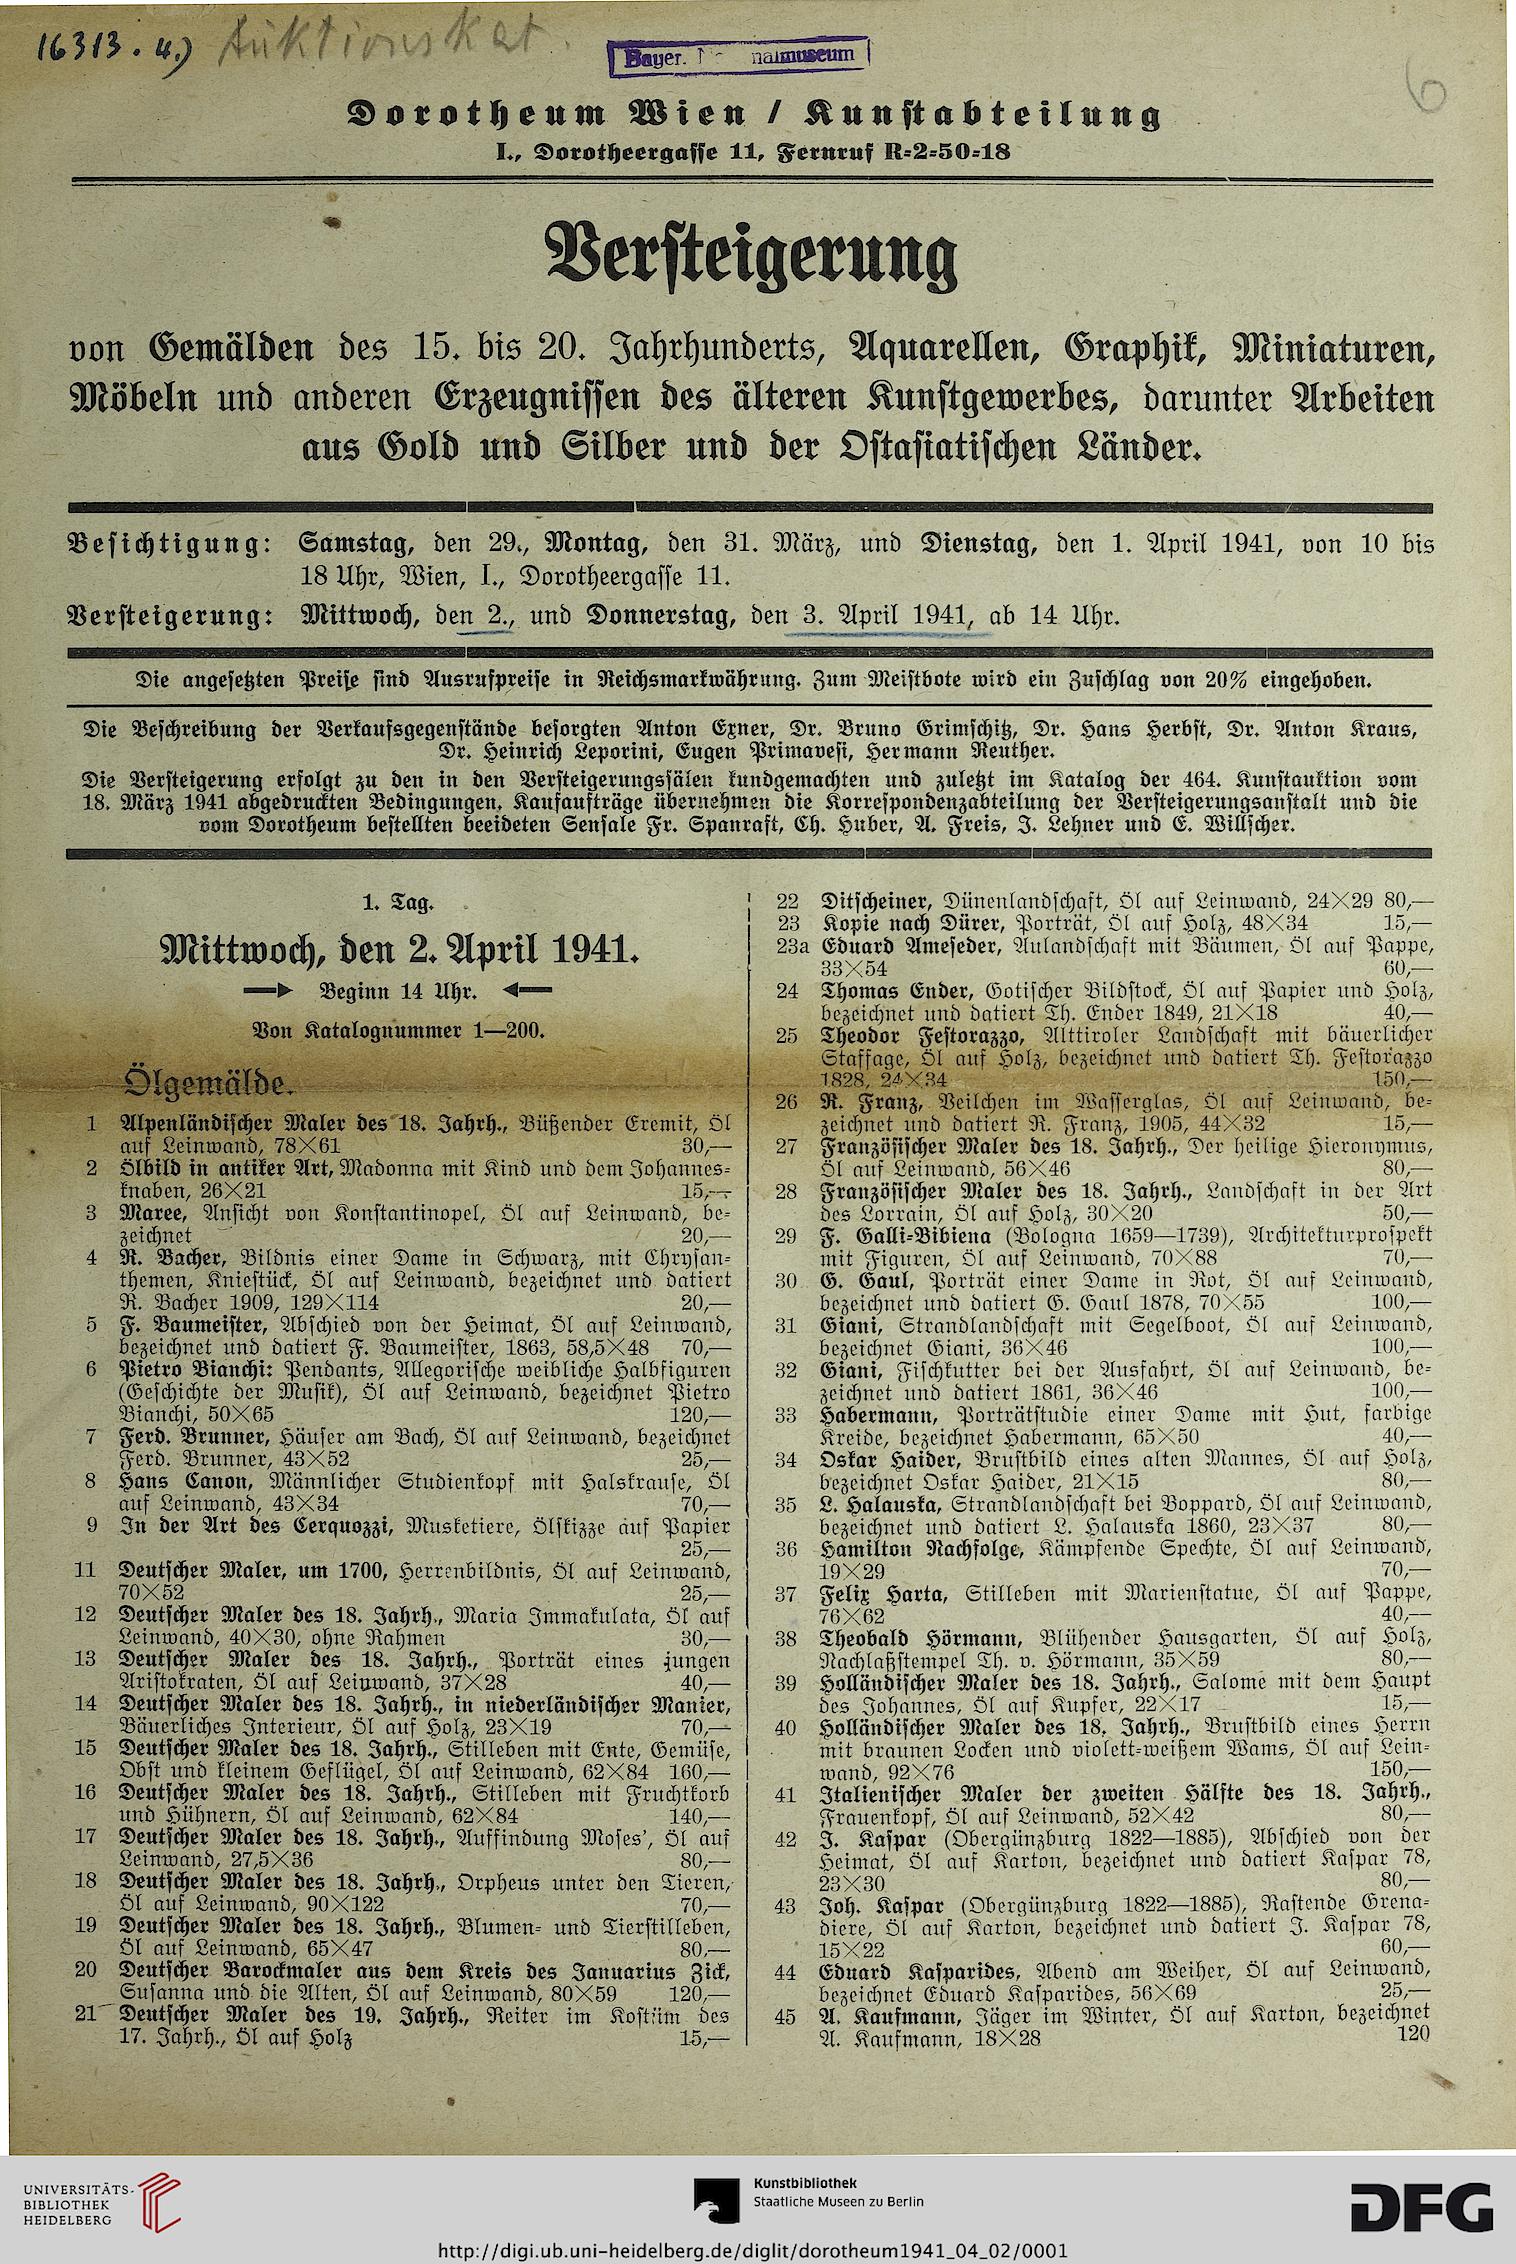 16313. 4.) Auktionskat.
Bayer. N nalmuseum
6
Dorotheum Wien / Kunstabteilung
I., Dorotheergasse 11, Fernruf R=2=50=18
Versteigerung
von Gemälden des 15. bis 20. Jahrhunderts, Aquarellen, Graphik, Miniaturen,
Möbeln und anderen Erzeugnissen des älteren Kunstgewerbes, darunter Arbeiten
aus Gold und Silber und der Ostasiatischen Länder.
Besichtigung: Samstag, den 29., Montag, den 31. März, und Dienstag, den 1. April 1941, von 10 bis
18 Uhr, Wien, I., Dorotheergasse 11.
Versteigerung: Mittwoch, den 2., und Donnerstag, den 3. April 1941, ab 14 Uhr.
Die angesetzten Preise sind Ausrufpreise in Reichsmarkwährung. Zum Meistbote wird ein Zuschlag von 20% eingehoben.
Die Beschreibung der Verkaufsgegenstände besorgten Anton Exner, Dr. Bruno Grimschitz, Dr. Hans Herbst, Dr. Anton Kraus,
Dr. Heinrich Leporini, Eugen Primavesi, Hermann Reuther.
Die Versteigerung erfolgt zu den in den Versteigerungssälen kundgemachten und zuletzt im Katalog der 464. Kunstauktion vom
18. März 1941 abgedruckten Bedingungen. Kaufaufträge übernehmen die Korrespondenzabteilung der Versteigerungsanstalt und die
vom Dorotheum bestellten beeideten Sensale Fr. Spanraft, Ch. Huber, A. Freis, J. Lehner und E. Willscher.
1. Tag.
Mittwoch, den 2. April 1941.
Beginn 14 Uhr.
Von Katalognummer 1—200.
Ölgemälde.
1 Alpenländischer Maler des 18. Jahrh., Büßender Eremit, Öl
auf Leinwand, 78×61 30,—
2 Ölbild in antiker Art, Madonna mit Kind und dem Johannes=
knaben, 26×21 15,—
3 Maree, Ansicht von Konstantinopel, Öl auf Leinwand, be=
zeichnet 20,—
4 R. Bacher, Bildnis einer Dame in Schwarz, mit Chrysan=
themen, Kniestück, Öl auf Leinwand, bezeichnet und datiert
R. Bacher 1909, 129×114 20,—
5 F. Baumeister, Abschied von der Heimat, Öl auf Leinwand,
bezeichnet und datiert F. Baumeister, 1863, 58,5×48 70,—
6 Pietro Bianchi: Pendants, Allegorische weibliche Halbfiguren
(Geschichte der Musik), Öl auf Leinwand, bezeichnet Pietro
Bianchi, 50×65 120,—
7 Ferd. Brunner, Häuser am Bach, Öl auf Leinwand, bezeichnet
Ferd. Brunner, 43×52 25,—
8 Hans Canon, Männlicher Studienkopf mit Halskrause, Öl
auf Leinwand, 43×34 70,—
9 In der Art des Cerquozzi, Musketiere, Ölskizze auf Papier
25,—
11 Deutscher Maler, um 1700, Herrenbildnis, Öl auf Leinwand,
70×52 25,—
12 Deutscher Maler des 18. Jahrh., Maria Immakulata, Öl auf
Leinwand, 40×30, ohne Rahmen 30,—
13 Deutscher Maler des 18. Jahrh., Porträt eines jungen
Aristokraten, Öl auf Leinwand, 37×28 40,—
14 Deutscher Maler des 18. Jahrh., in niederländischer Manier,
Bäuerliches Interieur, Öl auf Holz, 23×19 70,—
15 Deutscher Maler des 18. Jahrh., Stilleben mit Ente, Gemüse,
Obst und kleinem Geflügel, Öl auf Leinwand, 62×84 160,—
16 Deutscher Maler des 18. Jahrh., Stilleben mit Fruchtkorb
und Hühnern, Öl auf Leinwand, 62×84 140,—
17 Deutscher Maler des 18. Jahrh., Auffindung Moses', Öl auf
Leinwand, 27,5×36 80,—
18 Deutscher Maler des 18. Jahrh., Orpheus unter den Tieren,
Öl auf Leinwand, 90×122 70,—
19 Deutscher Maler des 18. Jahrh., Blumen= und Tierstilleben,
Öl auf Leinwand, 65×47 80,—
20 Deutscher Barockmaler aus dem Kreis des Januarius Zick,
Susanna und die Alten, Öl auf Leinwand, 80×59 120,—
21 Deutscher Maler des 19. Jahrh., Reiter im Kostüm des
17. Jahrh., Öl auf Holz 15,—
22 Ditscheiner, Dünenlandschaft, Öl auf Leinwand, 24×29 80,—
23 Kopie nach Dürer, Porträt, Öl auf Holz, 48×34 15,—
23a Eduard Ameseder, Aulandschaft mit Bäumen, Öl auf Pappe,
33×54 60,—
24 Thomas Ender, Gotischer Bildstock, Öl auf Papier und Holz,
bezeichnet und datiert Th. Ender 1849, 21×18 40,—
25 Theodor Festorazzo, Alttiroler Landschaft mit bäuerlicher
Staffage, Öl auf Holz, bezeichnet und datiert Th. Festorazzo
1828, 24×34 150,—
26 R. Franz, Veilchen im Wasserglas, Öl auf Leinwand, be=
zeichnet und datiert R. Franz, 1905, 44×32 15,—
27 Französischer Maler des 18. Jahrh., Der heilige Hieronymus,
Öl auf Leinwand, 56×46 80,—
28 Französischer Maler des 18. Jahrh., Landschaft in der Art
des Lorrain, Öl auf Holz, 30×20 50,—
29 F. Galli=Bibiena (Bologna 1659—1739), Architekturprospekt
mit Figuren, Öl auf Leinwand, 70×88 70,—
30 G. Gaul, Porträt einer Dame in Rot, Öl auf Leinwand,
bezeichnet und datiert G. Gaul 1878, 70×55 100,—
31 Giani, Strandlandschaft mit Segelboot, Öl auf Leinwand,
bezeichnet Giani, 36×46 100,—
32 Giani, Fischkutter bei der Ausfahrt, Öl auf Leinwand, be=
zeichnet und datiert 1861, 36×46 100,—
33 Habermann, Porträtstudie einer Dame mit Hut, farbige
Kreide, bezeichnet Habermann, 65×50 40,—
34 Oskar Haider, Brustbild eines alten Mannes, Öl auf Holz,
bezeichnet Oskar Haider, 21×15 80,—
35 L. Halauska, Strandlandschaft bei Boppard, Öl auf Leinwand,
bezeichnet und datiert L. Halauska 1860, 23×37 80,—
36 Hamilton Nachfolge, Kämpfende Spechte, Öl auf Leinwand,
19×29 70,—
37 Felix Harta, Stilleben mit Marienstatue, Öl auf Pappe,
76×62 40,—
38 Theobald Hörmann, Blühender Hausgarten, Öl auf Holz,
Nachlaßstempel Th. v. Hörmann, 35×59 80,—
39 Holländischer Maler des 18. Jahrh., Salome mit dem Haupt
des Johannes, Öl auf Kupfer, 22×17 15,—
40 Holländischer Maler des 18. Jahrh., Brustbild eines Herrn
mit braunen Locken und violett=weißem Wams, Öl auf Lein=
wand, 92×76 150,—
41 Italienischer Maler der zweiten Hälfte des 18. Jahrh.,
Frauenkopf, Öl auf Leinwand, 52×42 80,—
42 J. Kaspar (Obergünzburg 1822—1885), Abschied von der
Heimat, Öl auf Karton, bezeichnet und datiert Kaspar 78,
23×30 80,—
43 Joh. Kaspar (Obergünzburg 1822—1885), Rastende Grena=
diere, Öl auf Karton, bezeichnet und datiert J. Kaspar 78,
15×22 60,—
44 Eduard Kasparides, Abend am Weiher, Öl auf Leinwand,
bezeichnet Eduard Kasparides, 56×69 25,—
45 A. Kaufmann, Jäger im Winter, Öl auf Karton, bezeichnet
A. Kaufmann, 18×28 120
UNIVERSITÄTS-
BIBLIOTHEK
HEIDELBERG
Kunstbibliothek
Staatliche Museen zu Berlin
DFG
http://digi.ub.uni-heidelberg.de/diglit/dorotheum1941_04_02/0001